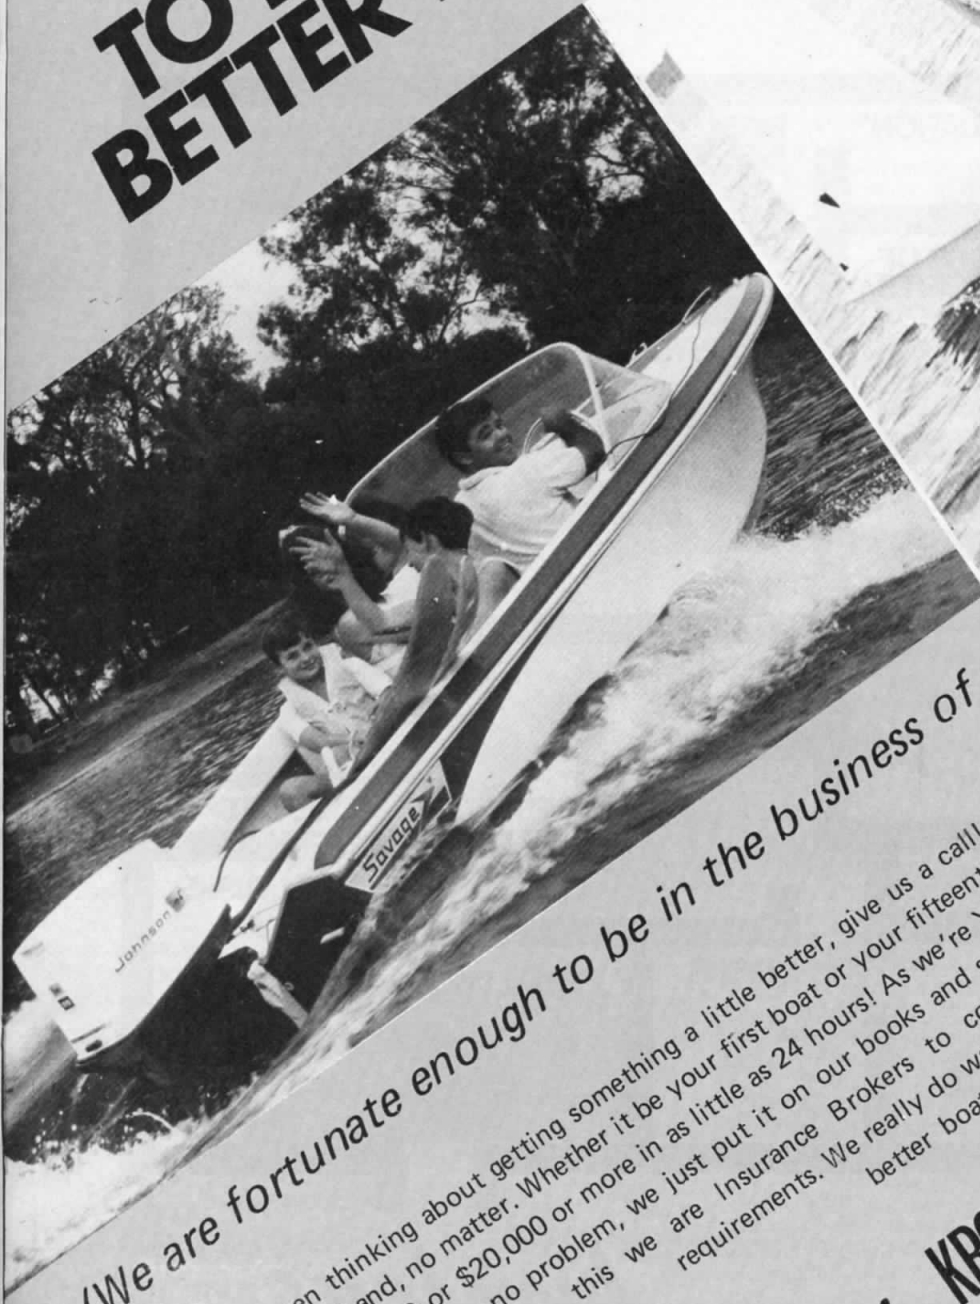 TO
BETTER
Johnson
Savage
(We are fortunate enough to be in the business of
thinking about getting something a little better, give us a call!
and, no matter. Whether it be your first boat or your fifteenth
or $20,000 or more in as little as 24 hours! As we're
no problem, we just put it on our books and
this we are Insurance Brokers to
requirements. We really do
better